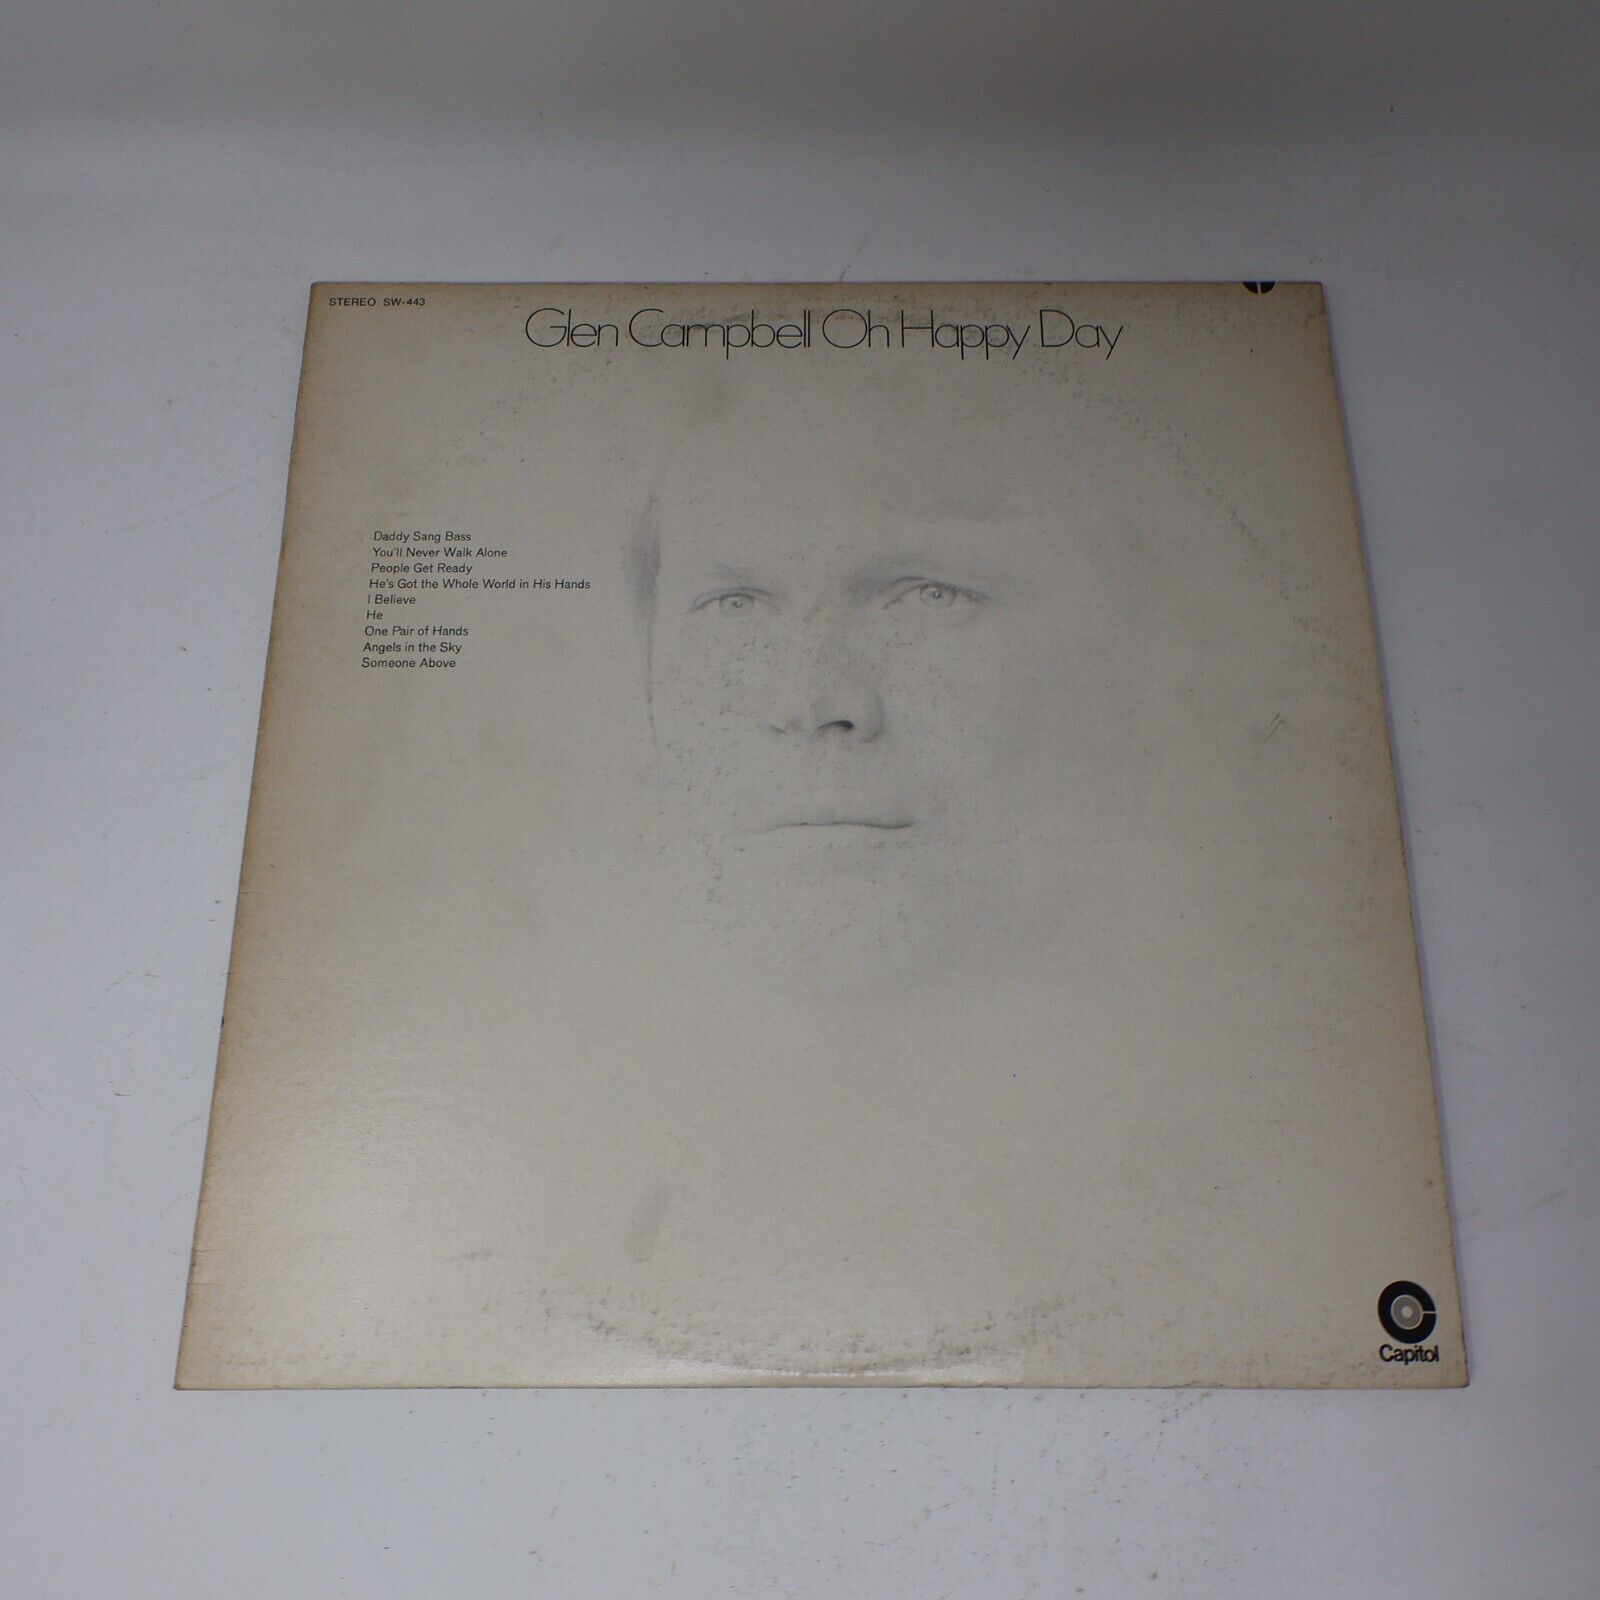 STEREO SW-443
Glen Campbell Oh Happy Day
Daddy Sang Bass
You'll Never Walk Alone
People Get Ready
He's Got the Whole World in His Hands
I Believe
He
One Pair of Hands
Angels in the Sky
Someone Above
Capitol